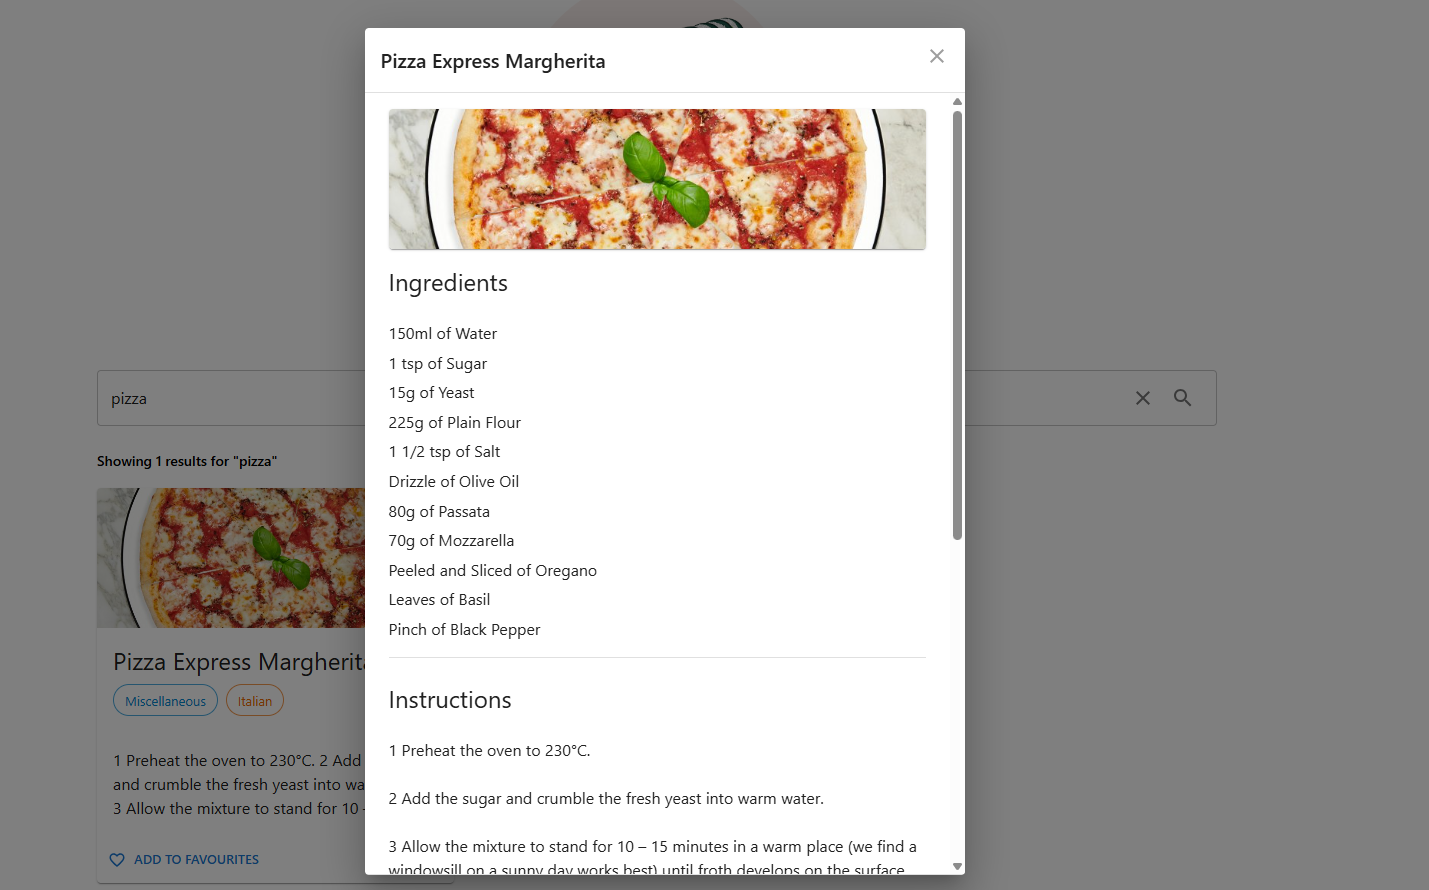 Pizza Express Margherita
Ingredients
150ml of Water
1 tsp of Sugar
15g of Yeast
225g of Plain Flour
1 1/2 tsp of Salt
Drizzle of Olive Oil
80g of Passata
70g of Mozzarella
Peeled and Sliced of Oregano
Leaves of Basil
Pinch of Black Pepper
Instructions
1 Preheat the oven to 230°C.
2 Add the sugar and crumble the fresh yeast into warm water.
3 Allow the mixture to stand for 10 – 15 minutes in a warm place (we find a
windowsill on a sunny day works best) until froth develops on the surface.
pizza
Showing 1 results for "pizza"
Pizza Express Margherita
Miscellaneous Italian
1 Preheat the oven to 230°C. 2 Add
and crumble the fresh yeast into wa
3 Allow the mixture to stand for 10 -
ADD TO FAVOURITES